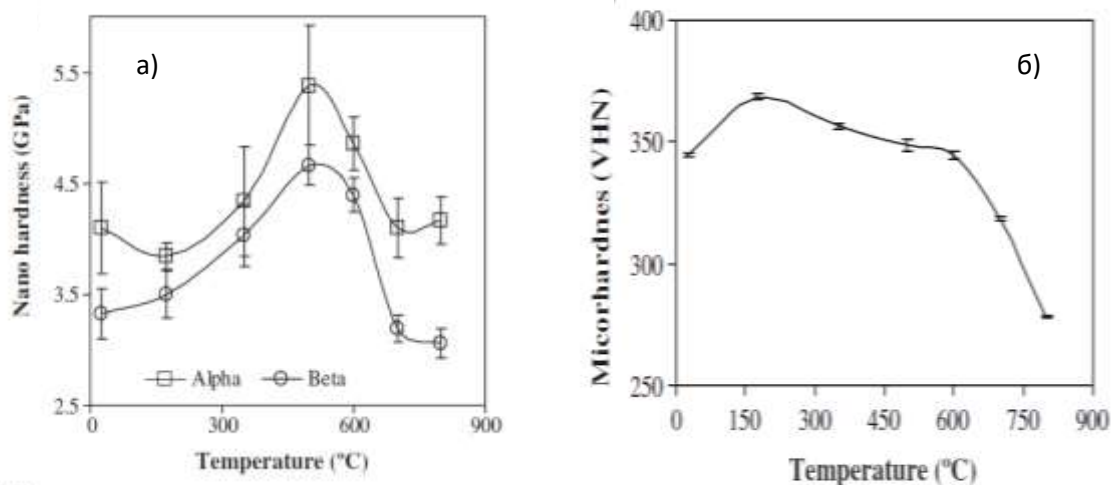 а)
Nano hardness (GPa)
5.5
4.5
3.5
2.5
Alpha Beta
0 300 600 900
Temperature (ºC)
б)
Micorhardnes (VHN)
400
350
300
250
0 150 300 450 600 750 900
Temperature (ºC)